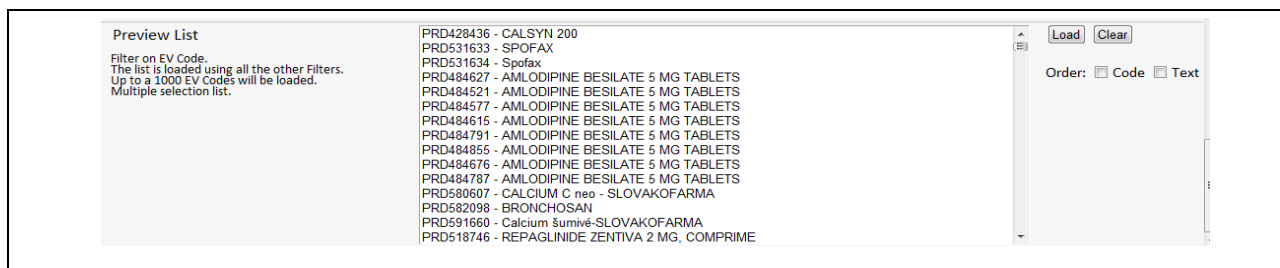 Preview List
Filter on EV Code.
The list is loaded using all the other Filters.
Up to a 1000 EV Codes will be loaded.
Multiple selection list.
PRD428436 - CALSYN 200
PRD531633 - SPOFAX
PRD531634 - Spofax
PRD484627 - AMLODIPINE BESILATE 5 MG TABLETS
PRD484521 - AMLODIPINE BESILATE 5 MG TABLETS
PRD484577 - AMLODIPINE BESILATE 5 MG TABLETS
PRD484615 - AMLODIPINE BESILATE 5 MG TABLETS
PRD484791 - AMLODIPINE BESILATE 5 MG TABLETS
PRD484855 - AMLODIPINE BESILATE 5 MG TABLETS
PRD484676 - AMLODIPINE BESILATE 5 MG TABLETS
PRD484787 - AMLODIPINE BESILATE 5 MG TABLETS
PRD580607 - CALCIUM C neo - SLOVAKOFARMA
PRD582098 - BRONCHOSAN
PRD591660 - Calcium šumivé-SLOVAKOFARMA
PRD518746 - REPAGLINIDE ZENTIVA 2 MG, COMPRIME
Load Clear
Order: Code Text